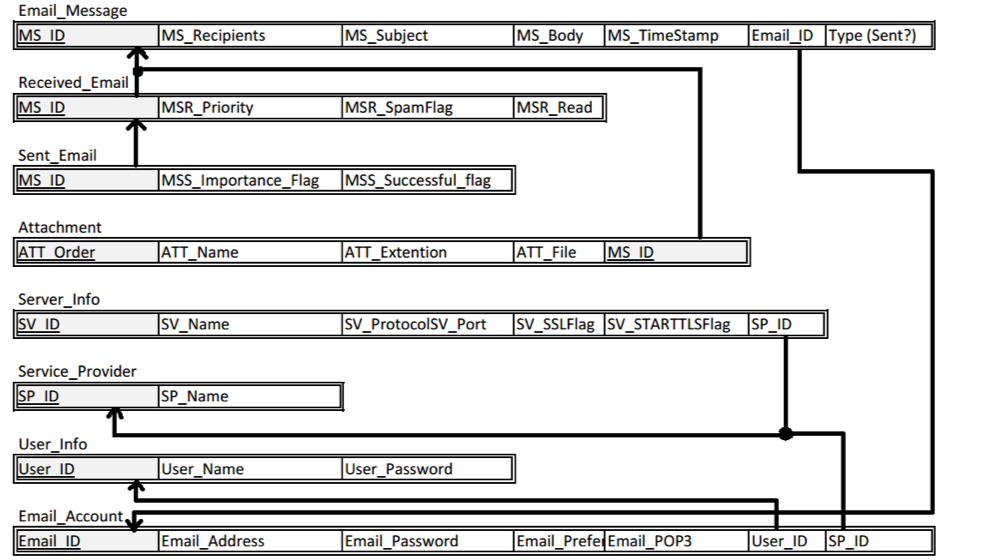 Email_Message
MS_ID MS_Recipients MS_Subject MS_Body MS_TimeStamp Email_ID Type (Sent?)
Received_Email
MS_ID MSR_Priority MSR_SpamFlag MSR_Read
Sent_Email
MS_ID MSS_Importance_Flag MSS_Successful_flag
Attachment
ATT_Order ATT_Name ATT_Extention ATT_File MS_ID
Server_Info
SV_ID SV_Name SV_ProtocolSV_Port SV_SSLFlag SV_STARTTLSFlag SP_ID
Service_Provider
SP_ID SP_Name
User_Info
User_ID User_Name User_Password
Email_Account
Email_ID Email_Address Email_Password Email_Prefer Email_POP3 User_ID SP_ID